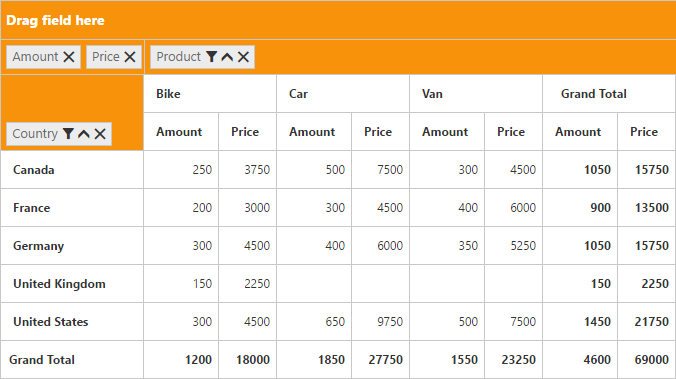 Drag field here
Amount Price Product
Bike Car Van Grand Total
Country Amount Price Amount Price Amount Price Amount Price
Canada 250 3750 500 7500 300 4500 1050 15750
France 200 3000 300 4500 400 6000 900 13500
Germany 300 4500 400 6000 350 5250 1050 15750
United Kingdom 150 2250 150 2250
United States 300 4500 650 9750 500 7500 1450 21750
Grand Total 1200 18000 1850 27750 1550 23250 4600 69000